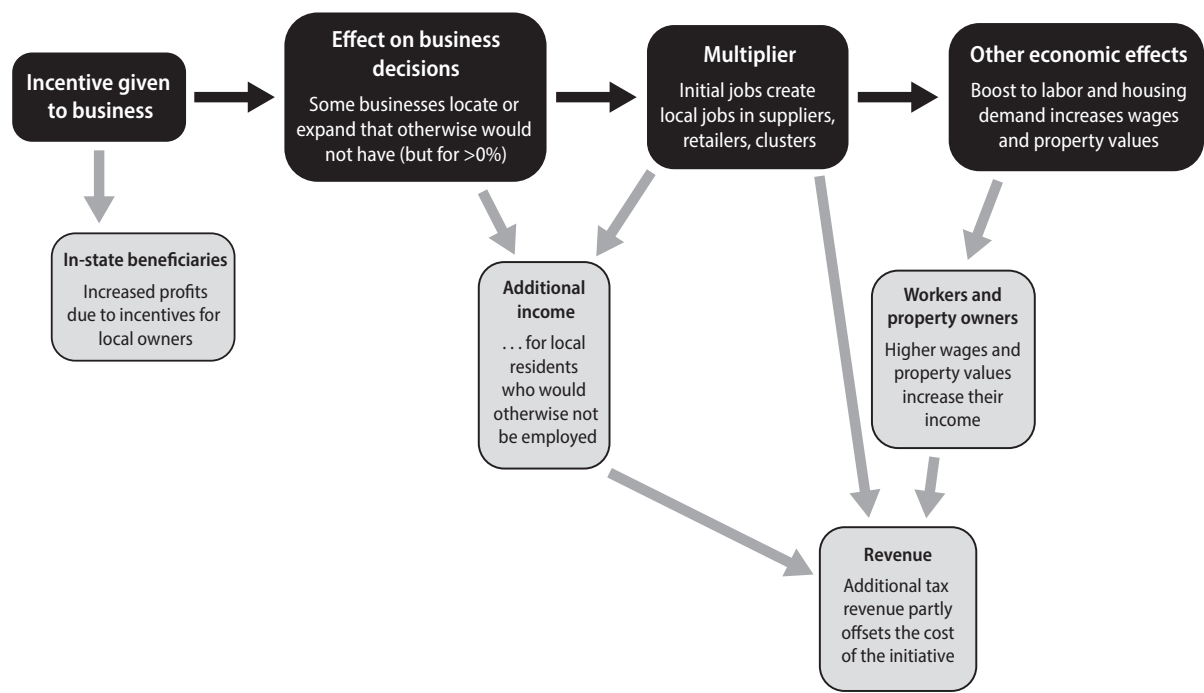 Incentive given
to business
Effect on business
decisions
Some businesses locate or
expand that otherwise would
not have (but for >0%)
Multiplier
Initial jobs create
local jobs in suppliers,
retailers, clusters
Other economic effects
Boost to labor and housing
demand increases wages
and property values
In-state beneficiaries
Increased profits
due to incentives for
local owners
Additional
income
. . . for local
residents
who would
otherwise not
be employed
Workers and
property owners
Higher wages and
property values
increase their
income
Revenue
Additional tax
revenue partly
offsets the cost
of the initiative